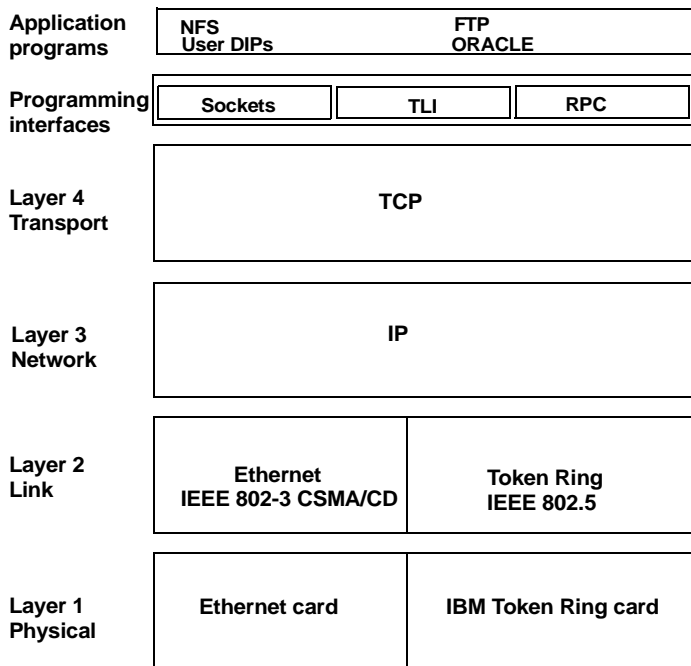 Application programs
NFS
User DIPs
FTP
ORACLE
Programming interfaces
Sockets
TLI
RPC
Layer 4
Transport
TCP
Layer 3
Network
IP
Layer 2
Link
Ethernet
IEEE 802-3 CSMA/CD
Token Ring
IEEE 802.5
Layer 1
Physical
Ethernet card
IBM Token Ring card